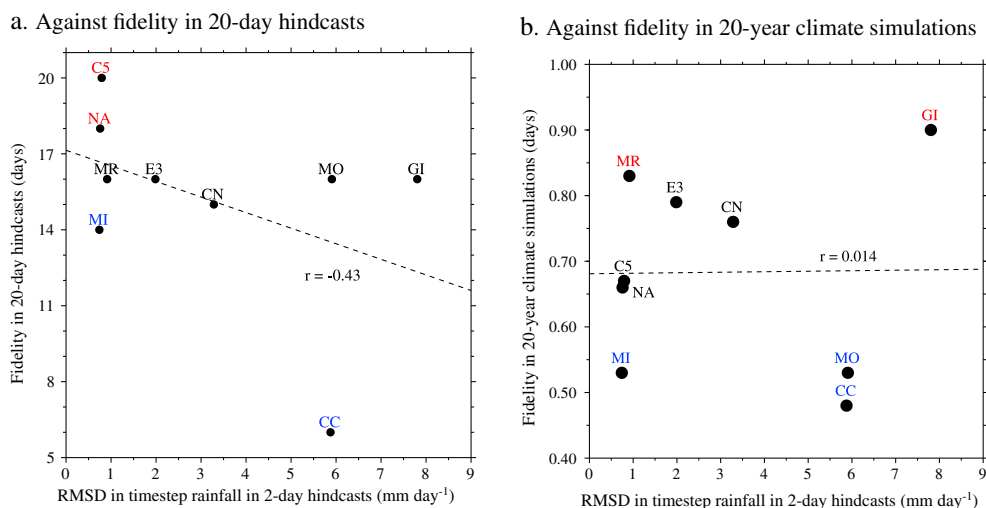 a. Against fidelity in 20-day hindcasts
Fidelity in 20-day hindcasts (days)
20
17
14
11
8
5
C5
NA
MR
E3
MO
GI
CN
MI
r = -0.43
CC
0 1 2 3 4 5 6 7 8 9
RMSD in timestep rainfall in 2-day hindcasts (mm day-1)
b. Against fidelity in 20-year climate simulations
Fidelity in 20-year climate simulations (days)
1.00
0.90
0.80
0.70
0.60
0.50
0.40
GI
MR
E3
CN
r = 0.014
C5
NA
MI
MO
CC
0 1 2 3 4 5 6 7 8 9
RMSD in timestep rainfall in 2-day hindcasts (mm day-1)